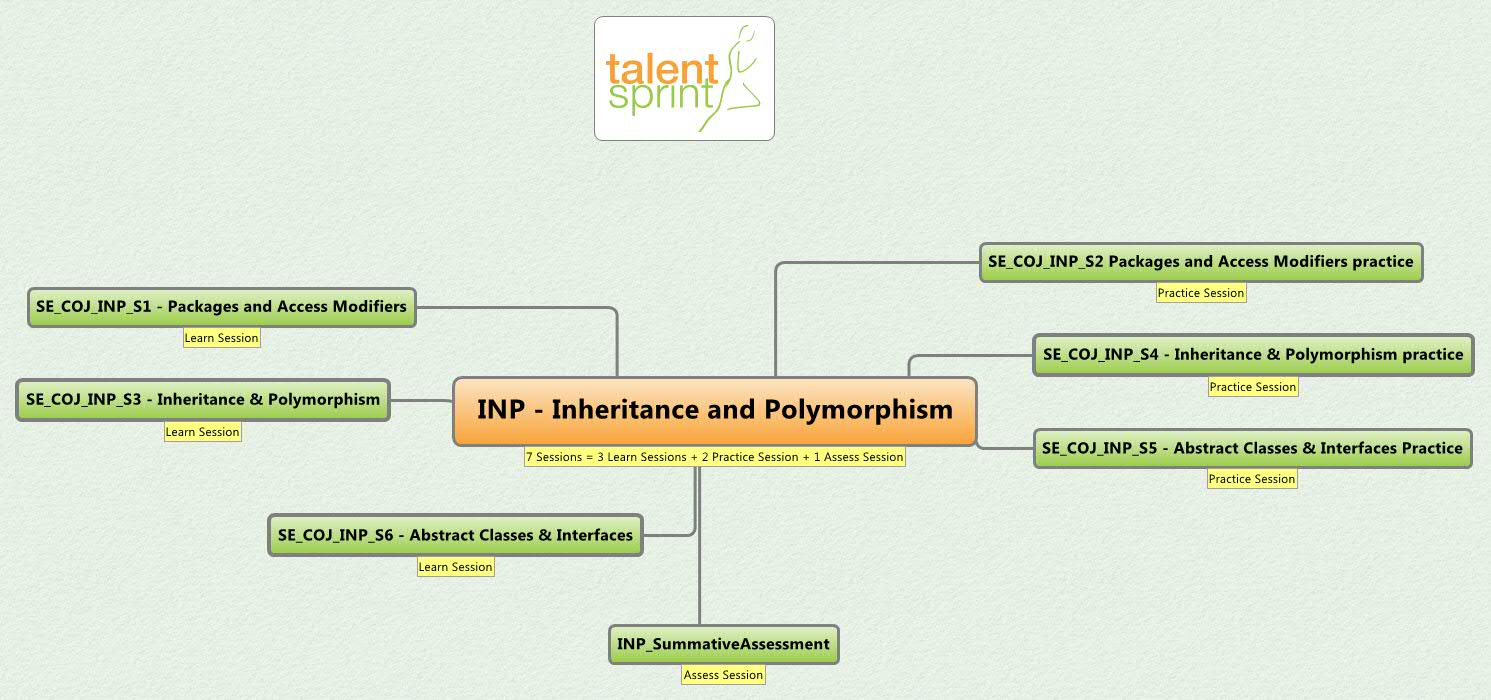 talent
sprint
SE_COJ_INP_S2 Packages and Access Modifiers practice
Practice Session
SE_COJ_INP_S1 - Packages and Access Modifiers
Learn Session
SE_COJ_INP_S4 - Inheritance & Polymorphism practice
Practice Session
SE_COJ_INP_S3 - Inheritance & Polymorphism
Learn Session
INP - Inheritance and Polymorphism
7 Sessions = 3 Learn Sessions + 2 Practice Session + 1 Assess Session
SE_COJ_INP_S5 - Abstract Classes & Interfaces Practice
Practice Session
SE_COJ_INP_S6 - Abstract Classes & Interfaces
Learn Session
INP_SummativeAssessment
Assess Session